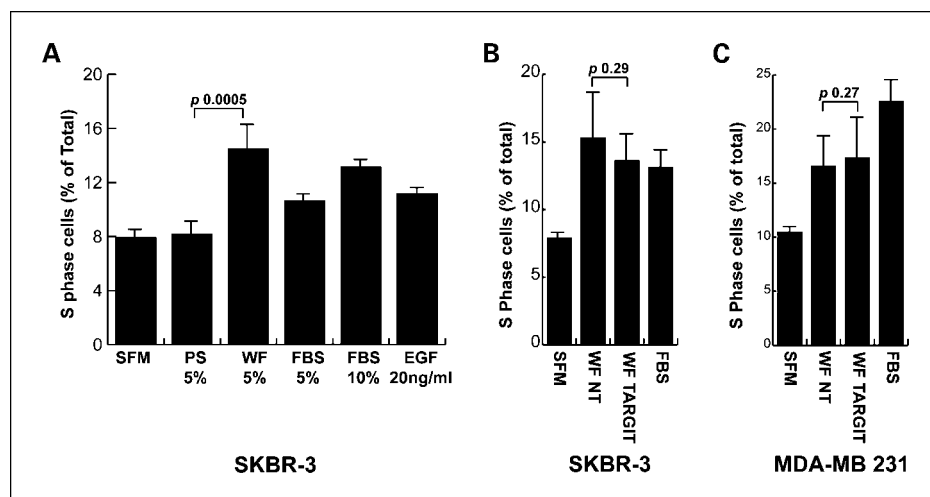 A
S phase cells (% of Total)
20
16
12
8
4
0
p 0.0005
SFM PS WF FBS FBS EGF
5% 5% 5% 10% 20ng/ml
SKBR-3
B
S Phase cells (% of total)
20
15
10
5
0
p 0.29
SFM
WF NT
WF TARGIT
FBS
SKBR-3
C
S Phase cells (% of total)
25
20
15
10
5
0
p 0.27
SFM
WF NT
WF TARGIT
FBS
MDA-MB 231